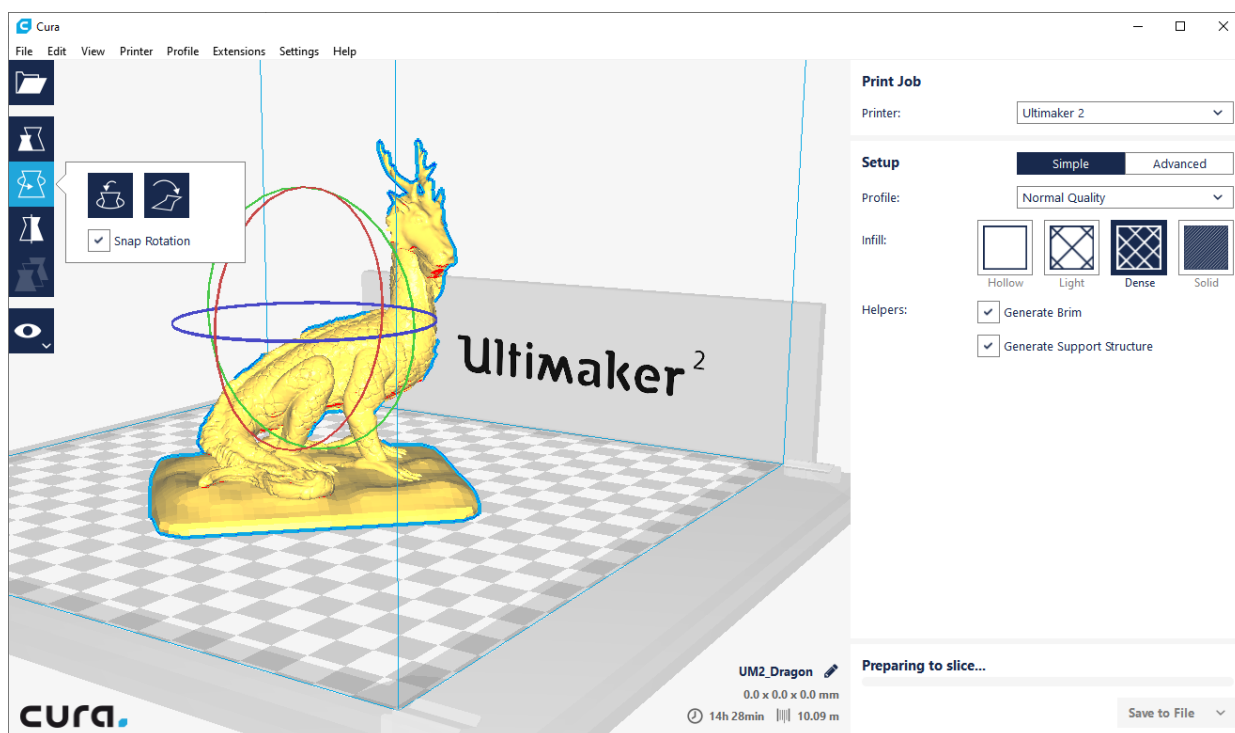 Cura
File Edit View Printer Profile Extensions Settings Help
Print Job
Printer: Ultimaker 2
Setup Simple Advanced
Profile: Normal Quality
Infill:
Hollow Light Dense Solid
Helpers: Generate Brim
Generate Support Structure
Snap Rotation
Ultimaker 2
UM2_Dragon
0.0 x 0.0 x 0.0 mm
14h 28min 10.09 m
Preparing to slice...
Save to File
cura.